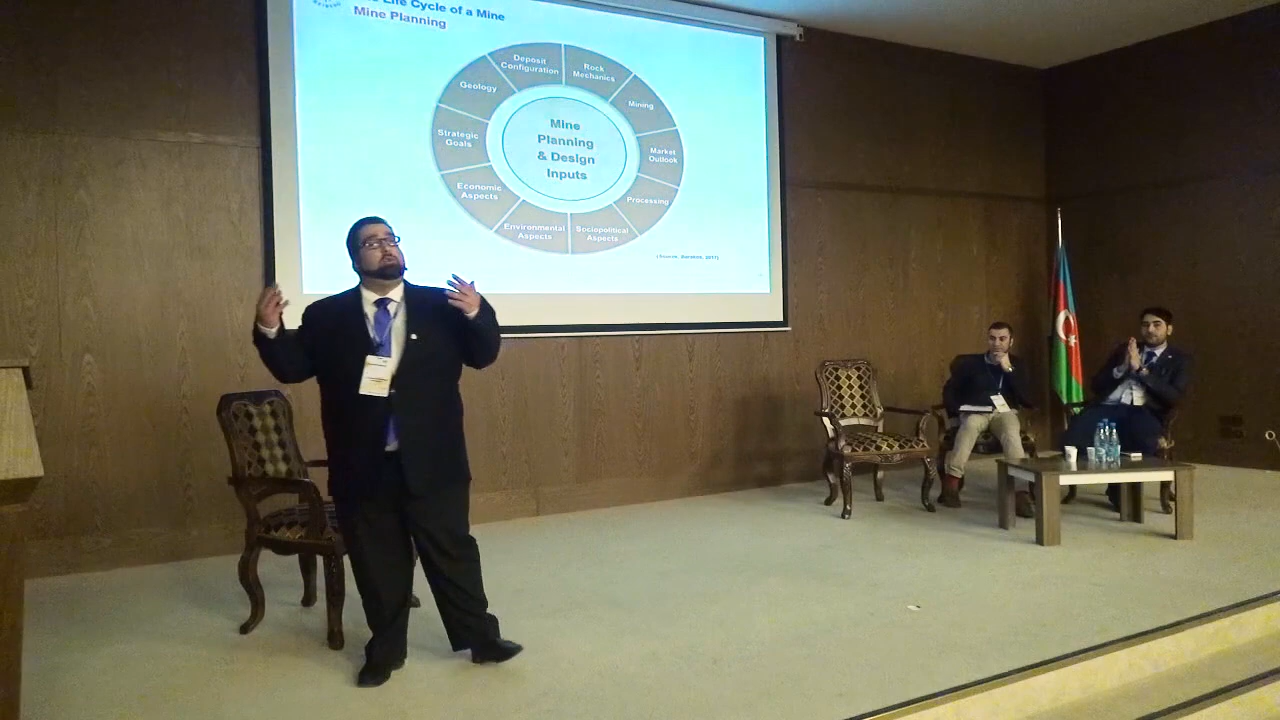 Life Cycle of a Mine
Mine Planning
Deposit
Configuration
Rock
Mechanics
Geology
Mining
Strategic
Goals
Market
Outlook
Mine
Planning
& Design
Inputs
Economic
Aspects
Processing
Environmental
Aspects
Sociopolitical
Aspects